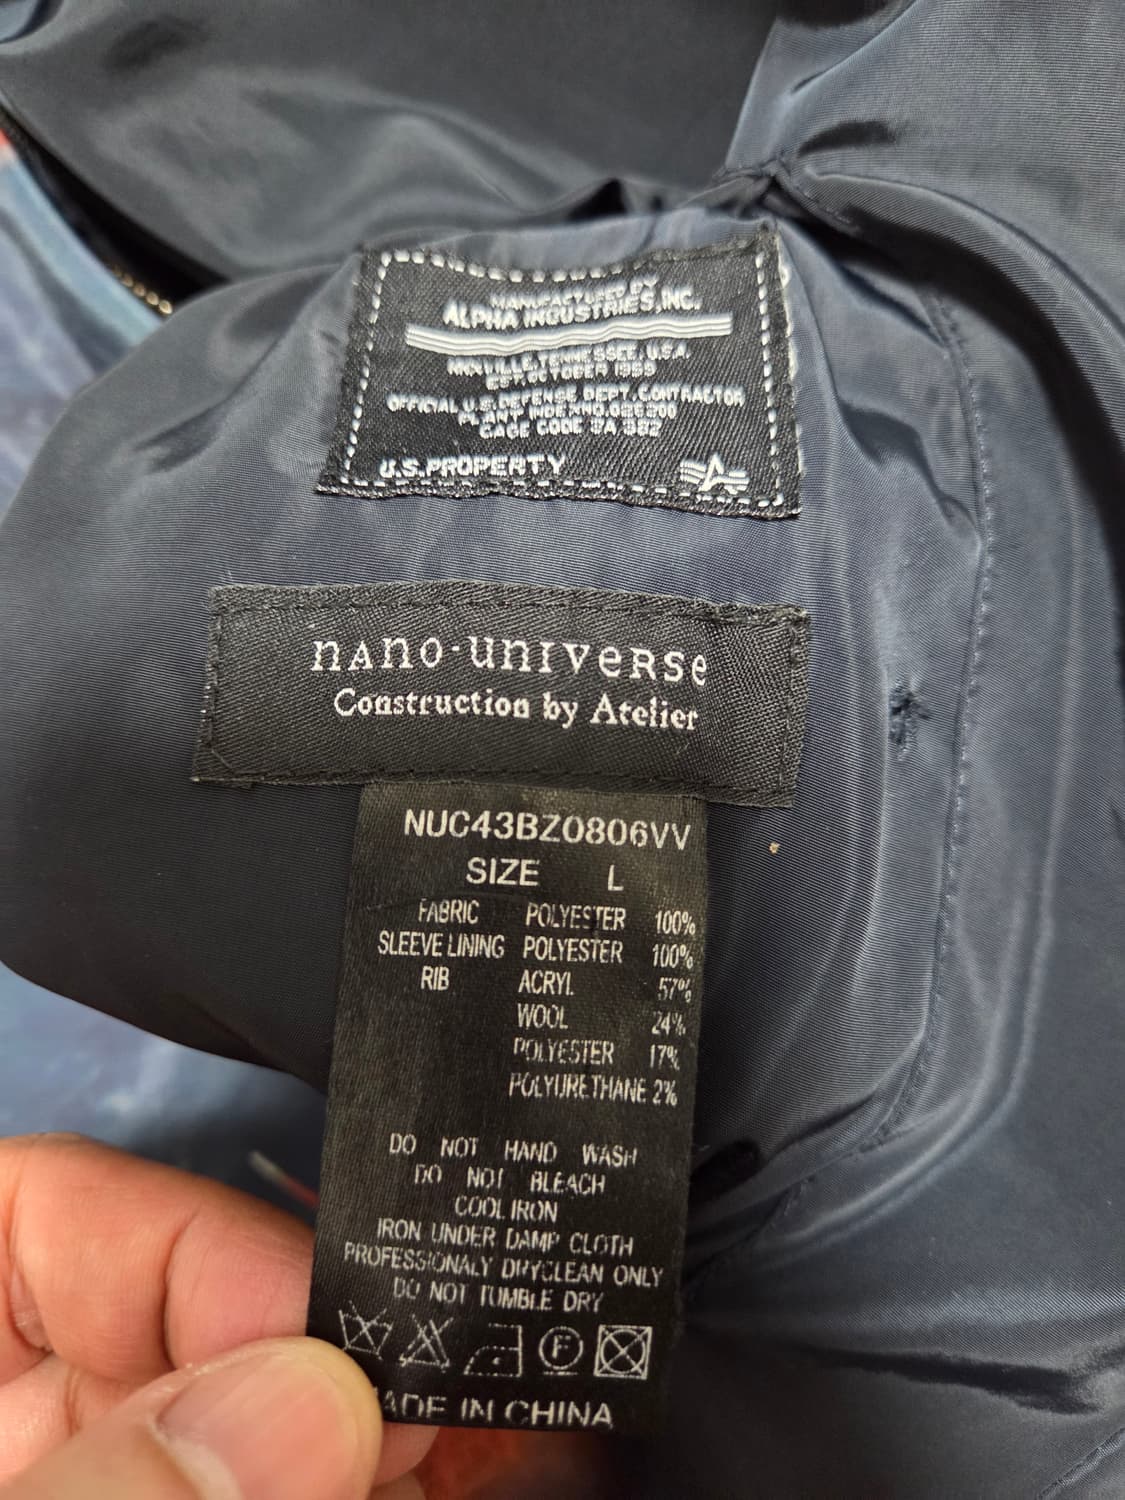 MANUFACTURED BY
ALPHA INDUSTRIES, INC.
TENNESSEE, U.S.A.
OCTOBER 1959
OFFICIAL U.S. DEFENSE DEPT. CONTRACTOR
CAGE CODE
U.S. PROPERTY
nano·universe
Construction by Atelier
NUC43BZ0806VV
SIZE L
FABRIC POLYESTER 100%
SLEEVE LINING POLYESTER 100%
RIB ACRYL 57%
WOOL 24%
POLYESTER 17%
POLYURETHANE 2%
DO NOT HAND WASH
DO NOT BLEACH
COOL IRON
IRON UNDER DAMP CLOTH
PROFESSIONALY DRYCLEAN ONLY
DO NOT TUMBLE DRY
F
MADE IN CHINA